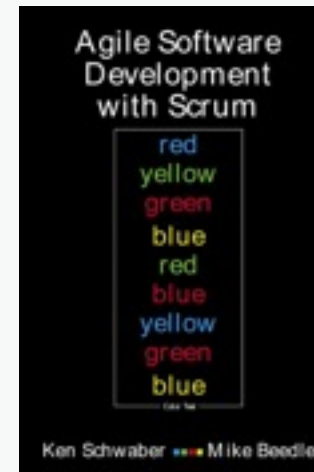 Agile Software
Development
with Scrum
red
yellow
green
blue
red
blue
yellow
green
blue
Ken Schwaber Mike Beedle